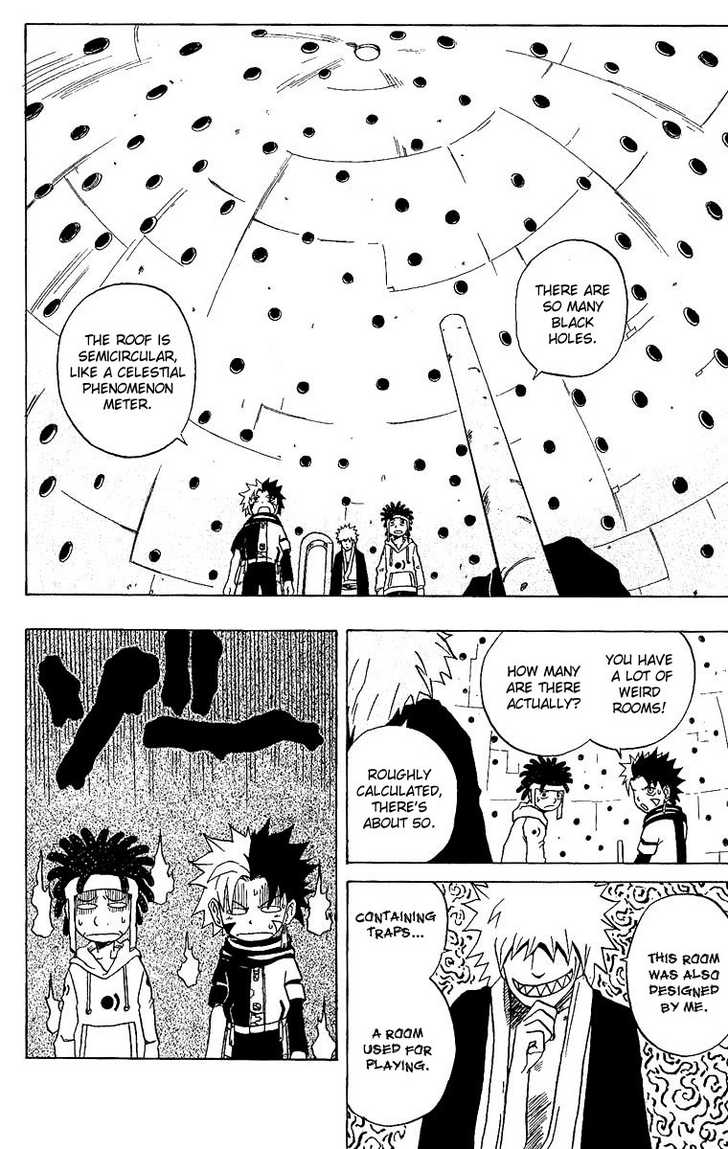 THERE ARE
SO MANY
BLACK
HOLES.
THE ROOF IS
SEMICIRCULAR,
LIKE A CELESTIAL
PHENOMENON
METER.
YOU HAVE
A LOT OF
WEIRD
ROOMS!
HOW MANY
ARE THERE
ACTUALLY?
ROUGHLY
CALCULATED,
THERE'S
ABOUT 50.
THIS ROOM
WAS ALSO
DESIGNED
BY ME.
CONTAINING
TRAPS...
A ROOM
USED FOR
PLAYING.